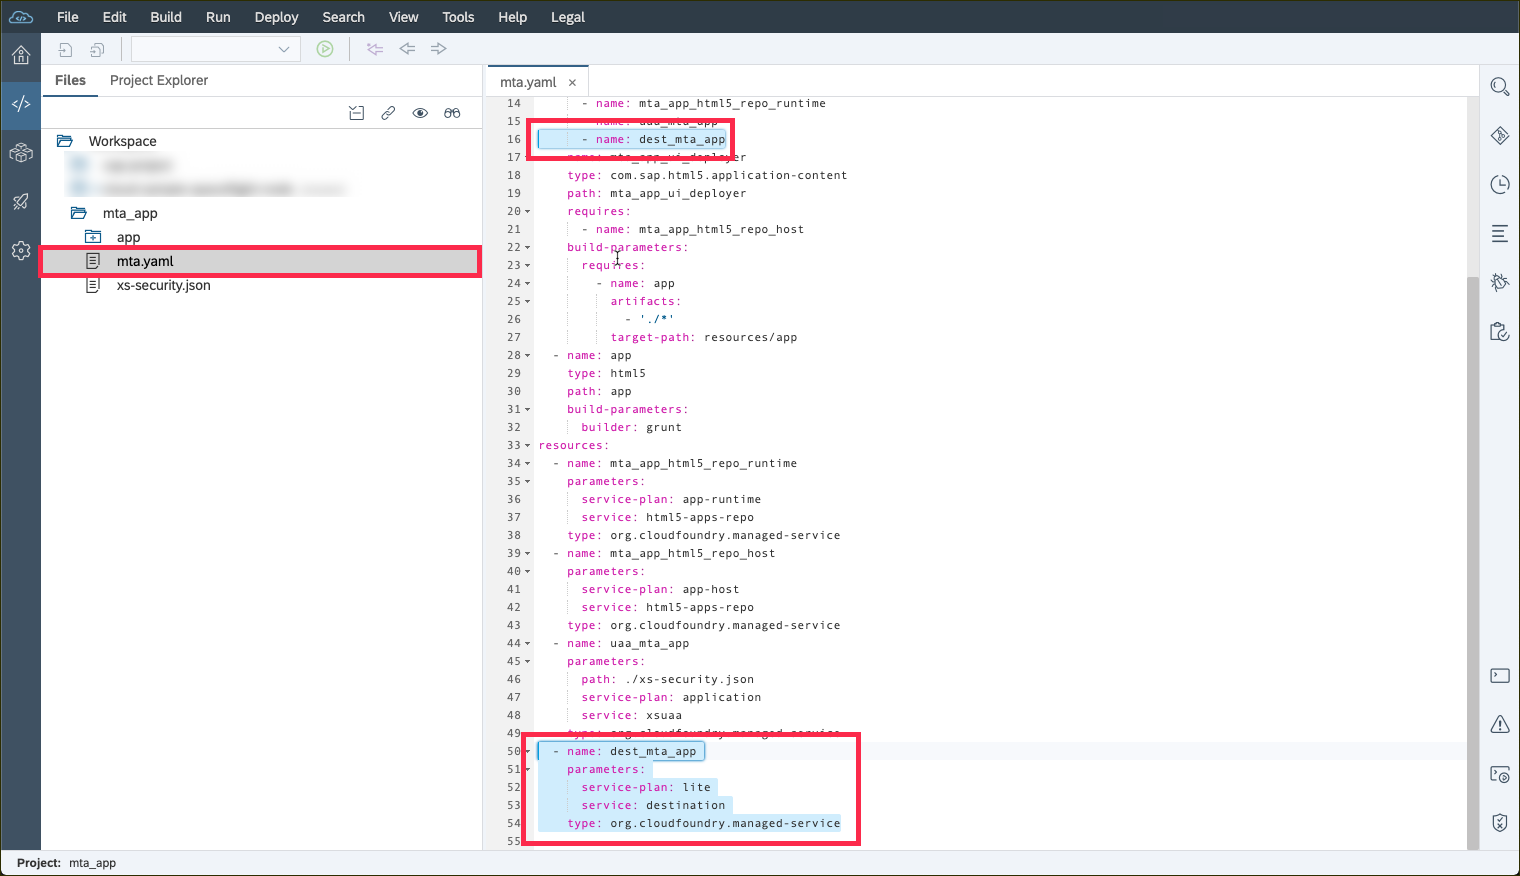 File Edit Build Run Deploy Search View Tools Help Legal
Files Project Explorer
Workspace
mta_app
app
mta.yaml
xs-security.json
mta.yaml ×
14 - name: mta_app_html5_repo_runtime
15 - name: uaa_mta_app
16 - name: dest_mta_app
17 - name: mta_app_ui_deployer
18 type: com.sap.html5.application-content
19 path: mta_app_ui_deployer
20 requires:
21 - name: mta_app_html5_repo_host
22 build-parameters:
23 requires:
24 - name: app
25 artifacts:
26 - './*'
27 target-path: resources/app
28 - name: app
29 type: html5
30 path: app
31 build-parameters:
32 builder: grunt
33 resources:
34 - name: mta_app_html5_repo_runtime
35 parameters:
36 service-plan: app-runtime
37 service: html5-apps-repo
38 type: org.cloudfoundry.managed-service
39 - name: mta_app_html5_repo_host
40 parameters:
41 service-plan: app-host
42 service: html5-apps-repo
43 type: org.cloudfoundry.managed-service
44 - name: uaa_mta_app
45 parameters:
46 path: ./xs-security.json
47 service-plan: application
48 service: xsuaa
49 type: org.cloudfoundry.managed-service
50 - name: dest_mta_app
51 parameters:
52 service-plan: lite
53 service: destination
54 type: org.cloudfoundry.managed-service
55
Project: mta_app